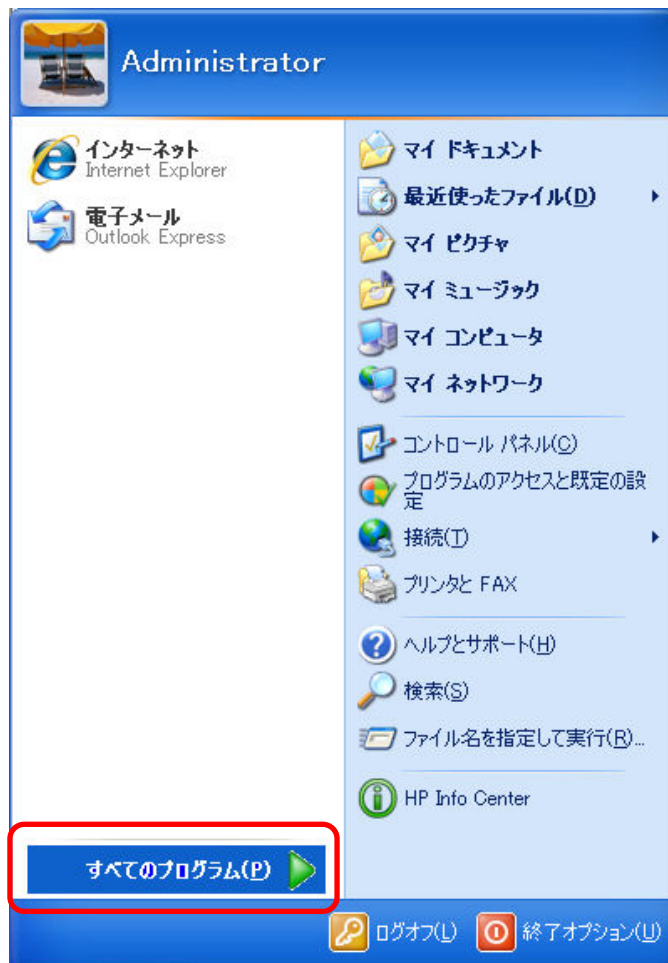 Administrator
インターネット
Internet Explorer
電子メール
Outlook Express
すべてのプログラム(P)
マイ ドキュメント
最近使ったファイル(D)
マイ ピクチャ
マイ ミュージック
マイ コンピュータ
マイ ネットワーク
コントロール パネル(C)
プログラムのアクセスと既定の設
定
接続(T)
プリンタと FAX
ヘルプとサポート(H)
検索(S)
ファイル名を指定して実行(R)...
HP Info Center
ログオフ(L)
終了オプション(U)